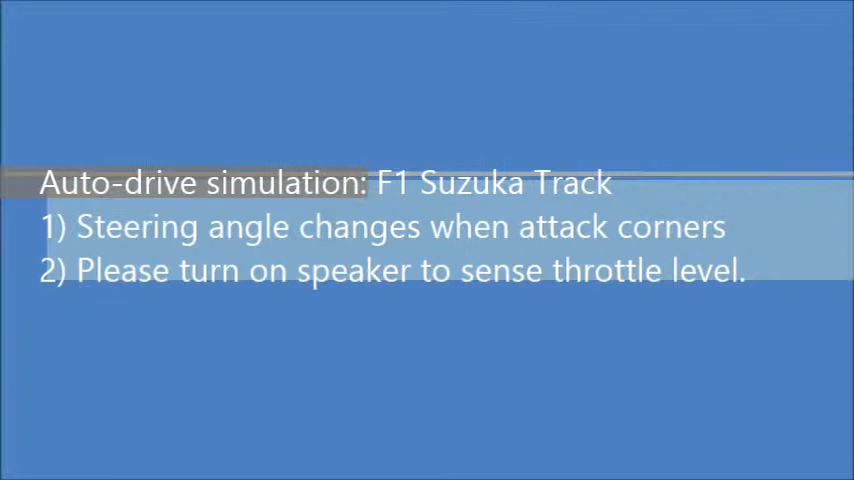 Auto-drive simulation: F1 Suzuka Track
1) Steering angle changes when attack corners
2) Please turn on speaker to sense throttle level.